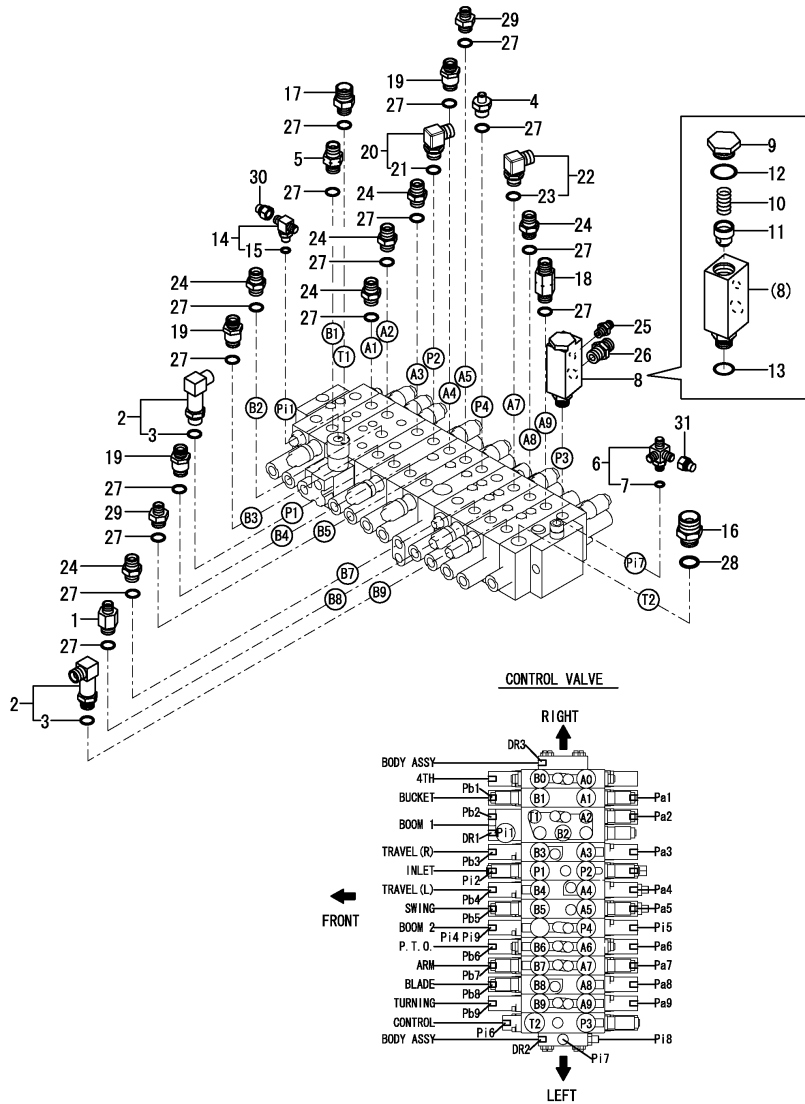 29
27
19
17
4
27
27
27
9
5
20
21
12
27
22
30
23
10
27
24
27
11
14
15
24
24
27
(8)
24
27
18
24
27
25
27
27
26
13
19
B1
A2
T1
A1
8
27
P2
A3
A5
31
2
B2
Pi1
A4
P4
A7
6
3
A9
A8
7
19
P3
16
27
B3
P1
29
B4
28
27
B5
Pi7
24
B7
T2
27
B8
B9
1
27
2
3
CONTROL VALVE
RIGHT
DR3
BODY ASSY
4TH B0 A0
Pb1
BUCKET B1 A1 Pa1
Pb2 T1 A2 Pa2
BOOM 1
DR1 Pi1 B2
TRAVEL(R) Pb3 B3 A3 Pa3
INLET Pi2 P1 P2
TRAVEL(L) Pb4 B4 A4 Pa4
FRONT
SWING Pb5 B5 A5 Pa5
BOOM 2 Pi4 Pi9 P4 Pi5
P.T.O. Pb6 B6 A6 Pa6
ARM Pb7 B7 A7 Pa7
BLADE Pb8 B8 A8 Pa8
TURNING Pb9 B9 A9 Pa9
CONTROL Pi6 T2 P3
BODY ASSY DR2 Pi7 Pi8
LEFT